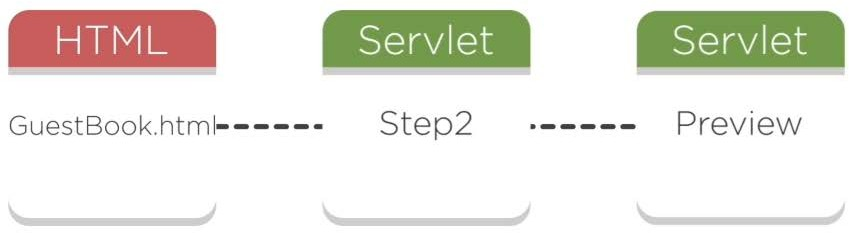 HTML
GuestBook.html
Servlet
Step2
Servlet
Preview